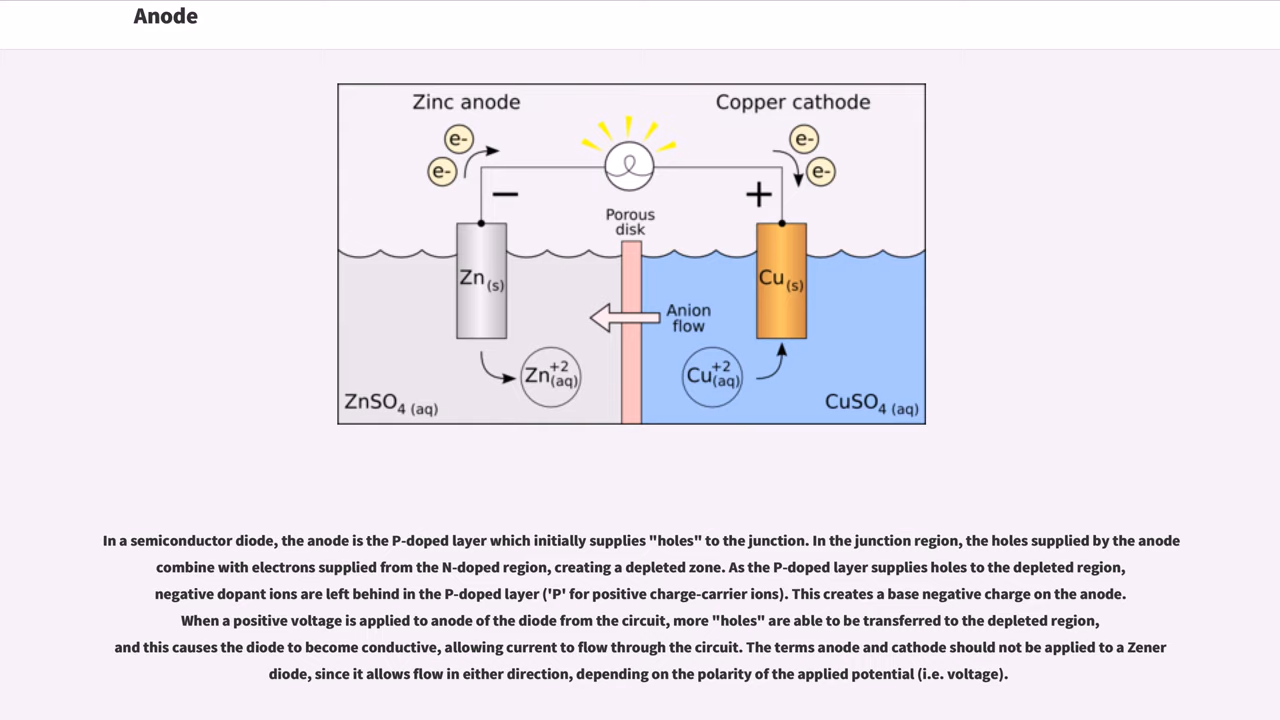 Anode
Zinc anode
Copper cathode
e-
e-
e-
e-
−
+
Porous
disk
Zn(s)
Cu(s)
Anion
flow
Zn+2(aq)
Cu+2(aq)
ZnSO4 (aq)
CuSO4 (aq)
In a semiconductor diode, the anode is the P-doped layer which initially supplies "holes" to the junction. In the junction region, the holes supplied by the anode
combine with electrons supplied from the N-doped region, creating a depleted zone. As the P-doped layer supplies holes to the depleted region,
negative dopant ions are left behind in the P-doped layer ('P' for positive charge-carrier ions). This creates a base negative charge on the anode.
When a positive voltage is applied to anode of the diode from the circuit, more "holes" are able to be transferred to the depleted region,
and this causes the diode to become conductive, allowing current to flow through the circuit. The terms anode and cathode should not be applied to a Zener
diode, since it allows flow in either direction, depending on the polarity of the applied potential (i.e. voltage).